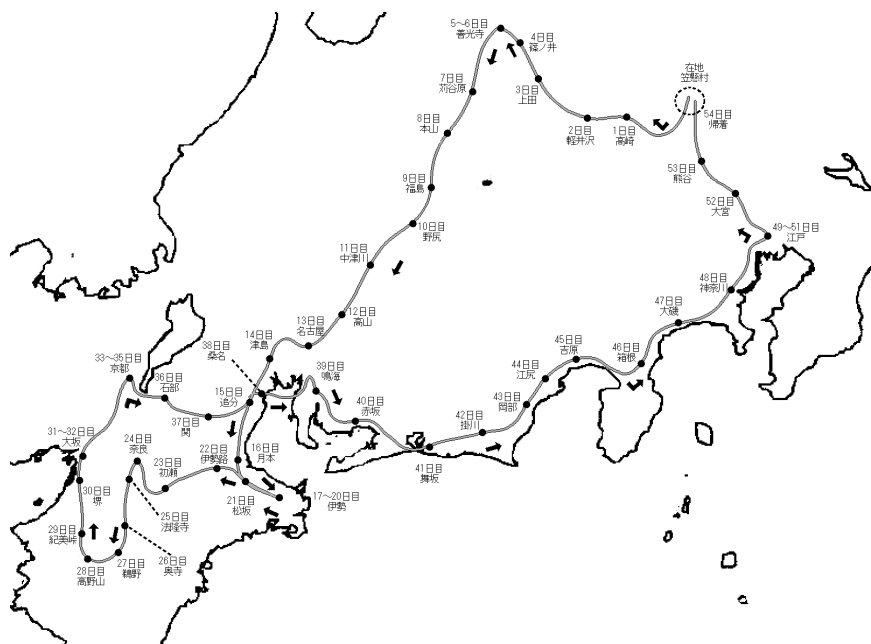 在地
笠懸村
1日目
高崎
2日目
軽井沢
3日目
上田
4日目
篠ノ井
5〜6日目
善光寺
7日目
苅谷原
8日目
本山
9日目
福島
10日目
野尻
11日目
中津川
12日目
高山
13日目
名古屋
14日目
津島
15日目
追分
16日目
月本
17〜20日目
伊勢
21日目
松坂
22日目
伊勢路
23日目
初瀬
24日目
奈良
25日目
法隆寺
26日目
奥寺
27日目
鵜野
28日目
高野山
29日目
紀美峠
30日目
堺
31〜32日目
大坂
33〜35日目
京都
36日目
石部
37日目
関
38日目
桑名
39日目
鳴海
40日目
赤坂
41日目
舞坂
42日目
掛川
43日目
岡部
44日目
江尻
45日目
吉原
46日目
箱根
47日目
大磯
48日目
神奈川
49〜51日目
江戸
52日目
大宮
53日目
熊谷
54日目
帰着